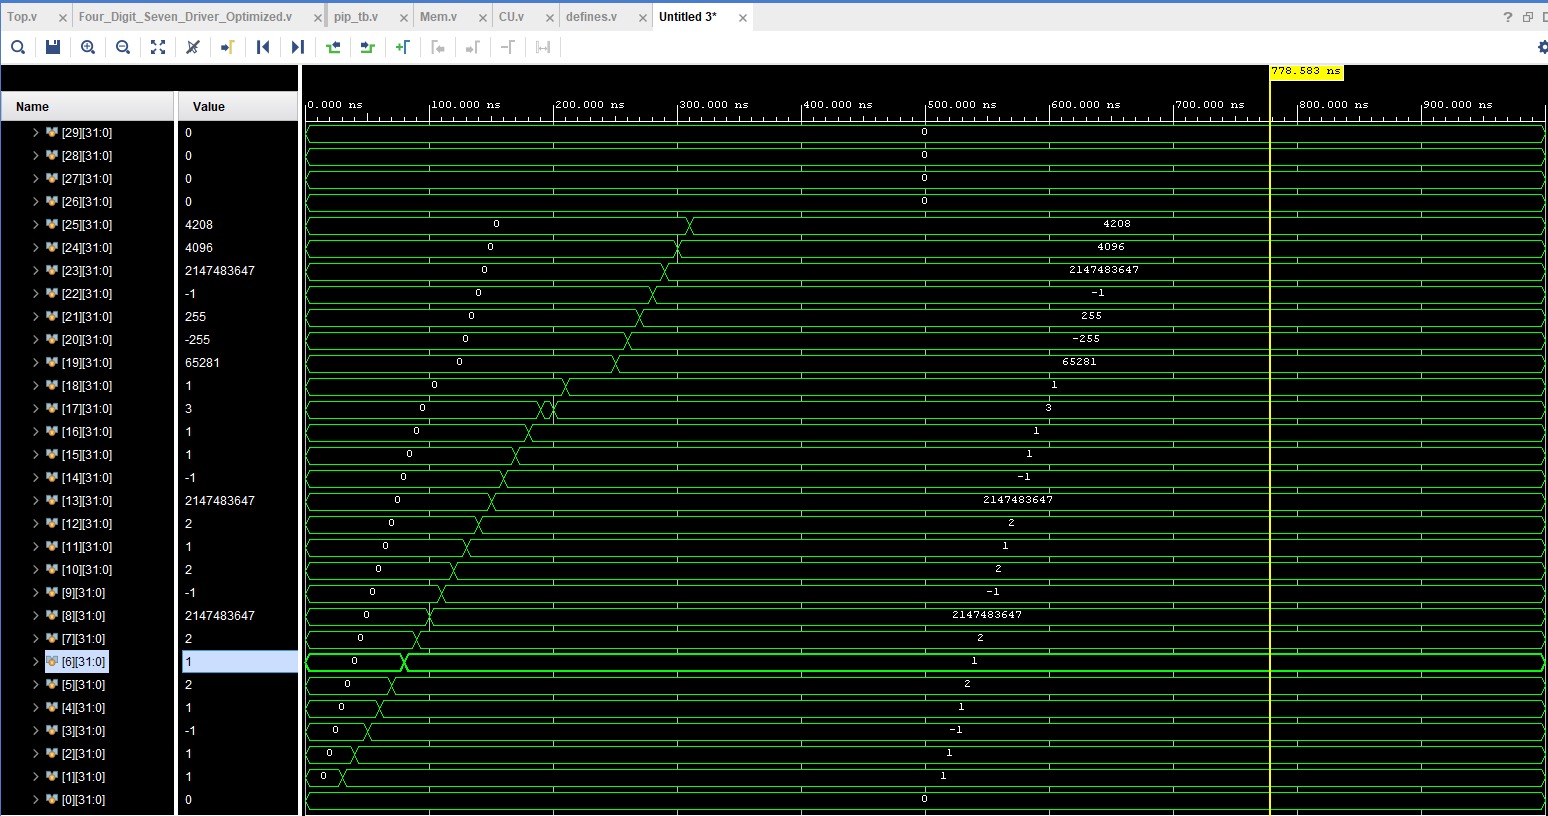 Top.v × Four_Digit_Seven_Driver_Optimized.v × pip_tb.v × Mem.v × CU.v × defines.v × Untitled 3* ×
778.583 ns
Name Value 0.000 ns 100.000 ns 200.000 ns 300.000 ns 400.000 ns 500.000 ns 600.000 ns 700.000 ns 800.000 ns 900.000 ns
[29][31:0] 0 0
[28][31:0] 0 0
[27][31:0] 0 0
[26][31:0] 0 0
[25][31:0] 4208 0 4208
[24][31:0] 4096 0 4096
[23][31:0] 2147483647 0 2147483647
[22][31:0] -1 0 -1
[21][31:0] 255 0 255
[20][31:0] -255 0 -255
[19][31:0] 65281 0 65281
[18][31:0] 1 0 1
[17][31:0] 3 0 3
[16][31:0] 1 0 1
[15][31:0] 1 0 1
[14][31:0] -1 0 -1
[13][31:0] 2147483647 0 2147483647
[12][31:0] 2 0 2
[11][31:0] 1 0 1
[10][31:0] 2 0 2
[9][31:0] -1 0 -1
[8][31:0] 2147483647 0 2147483647
[7][31:0] 2 0 2
[6][31:0] 1 0 1
[5][31:0] 2 0 2
[4][31:0] 1 0 1
[3][31:0] -1 0 -1
[2][31:0] 1 0 1
[1][31:0] 1 0 1
[0][31:0] 0 0